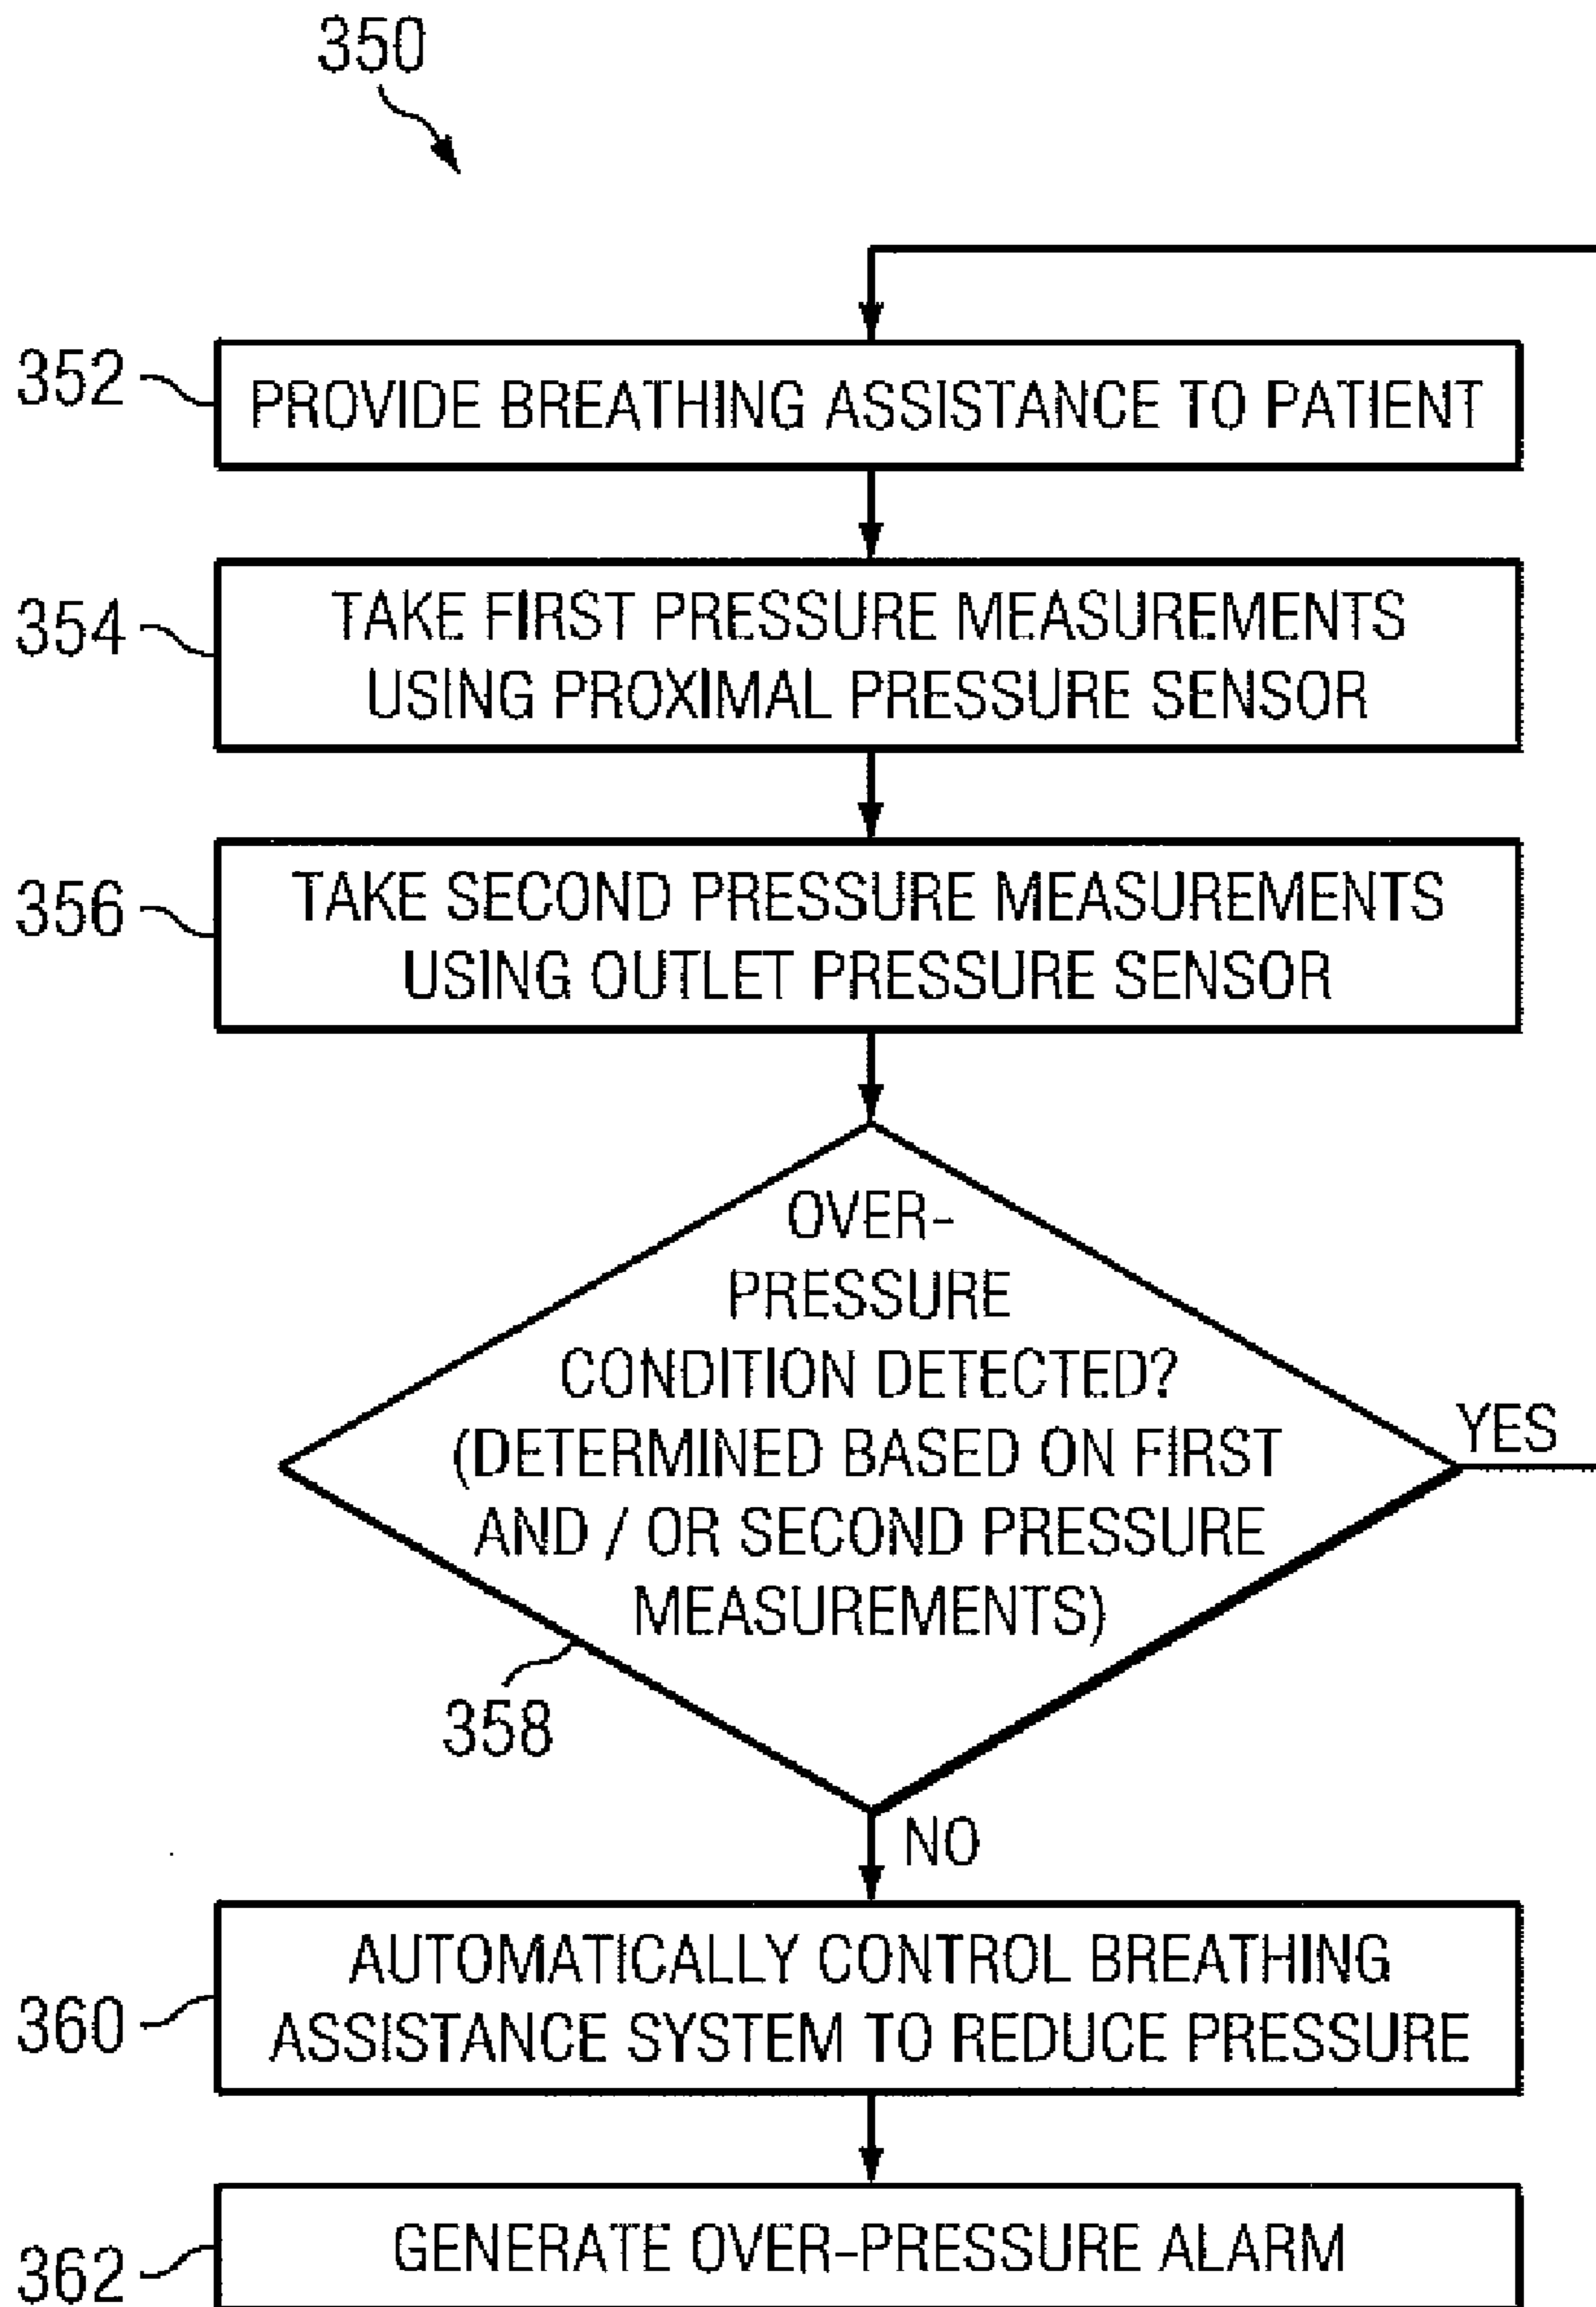 350
352
PROVIDE BREATHING ASSISTANCE TO PATIENT
354
TAKE FIRST PRESSURE MEASUREMENTS
USING PROXIMAL PRESSURE SENSOR
356
TAKE SECOND PRESSURE MEASUREMENTS
USING OUTLET PRESSURE SENSOR
OVER-
PRESSURE
CONDITION DETECTED?
(DETERMINED BASED ON FIRST
AND / OR SECOND PRESSURE
MEASUREMENTS)
YES
358
NO
360
AUTOMATICALLY CONTROL BREATHING
ASSISTANCE SYSTEM TO REDUCE PRESSURE
362
GENERATE OVER-PRESSURE ALARM